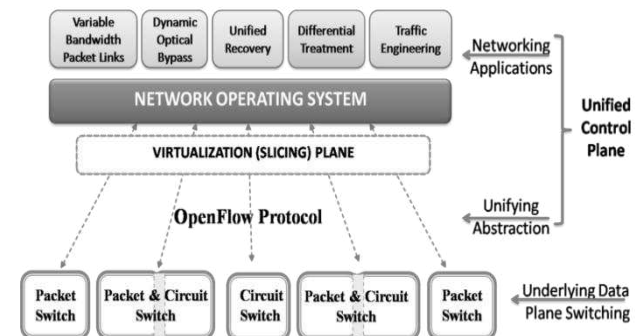 Variable
Bandwidth
Packet Links
Dynamic
Optical
Bypass
Unified
Recovery
Differential
Treatment
Traffic
Engineering
Networking
Applications
NETWORK OPERATING SYSTEM
Unified
Control
Plane
VIRTUALIZATION (SLICING) PLANE
OpenFlow Protocol
Unifying
Abstraction
Packet
Switch
Packet & Circuit
Switch
Circuit
Switch
Packet & Circuit
Switch
Packet
Switch
Underlying Data
Plane Switching